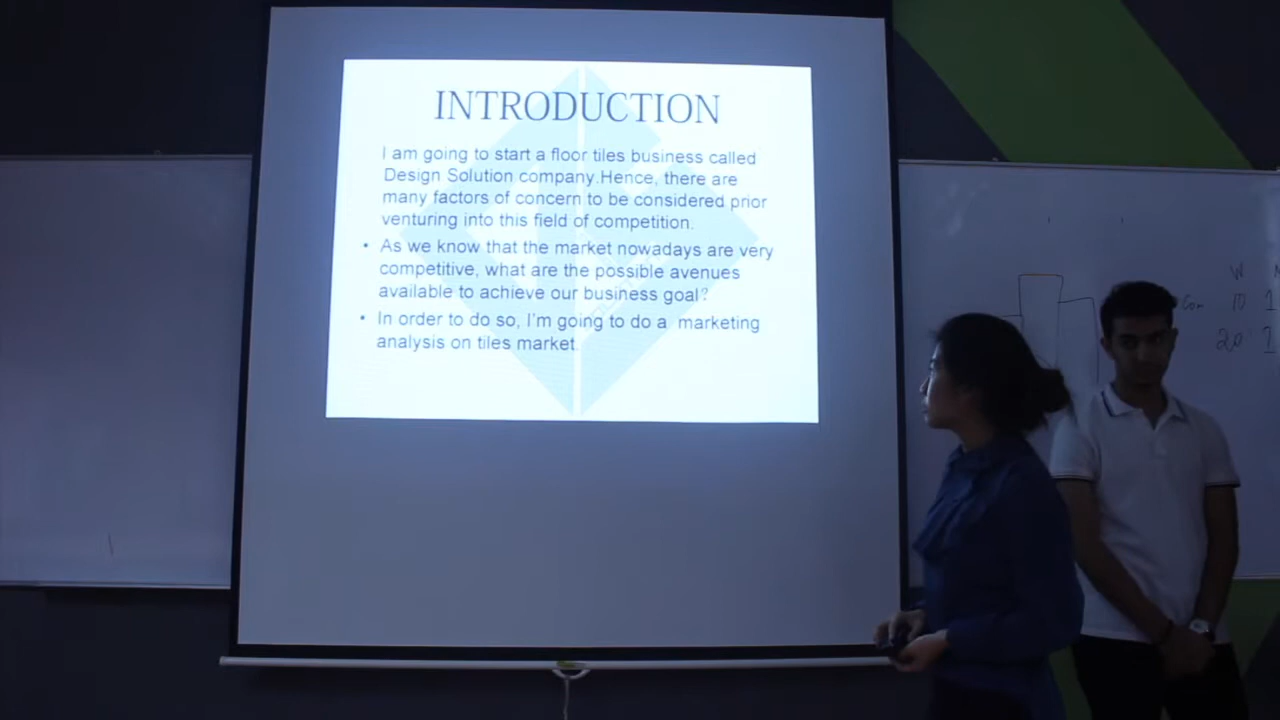 INTRODUCTION
I am going to start a floor tiles business called
Design Solution company.Hence, there are
many factors of concern to be considered prior
venturing into this field of competition.
• As we know that the market nowadays are very
competitive, what are the possible avenues
available to achieve our business goal?
• In order to do so, I'm going to do a marketing
analysis on tiles market.
W
10 1
20